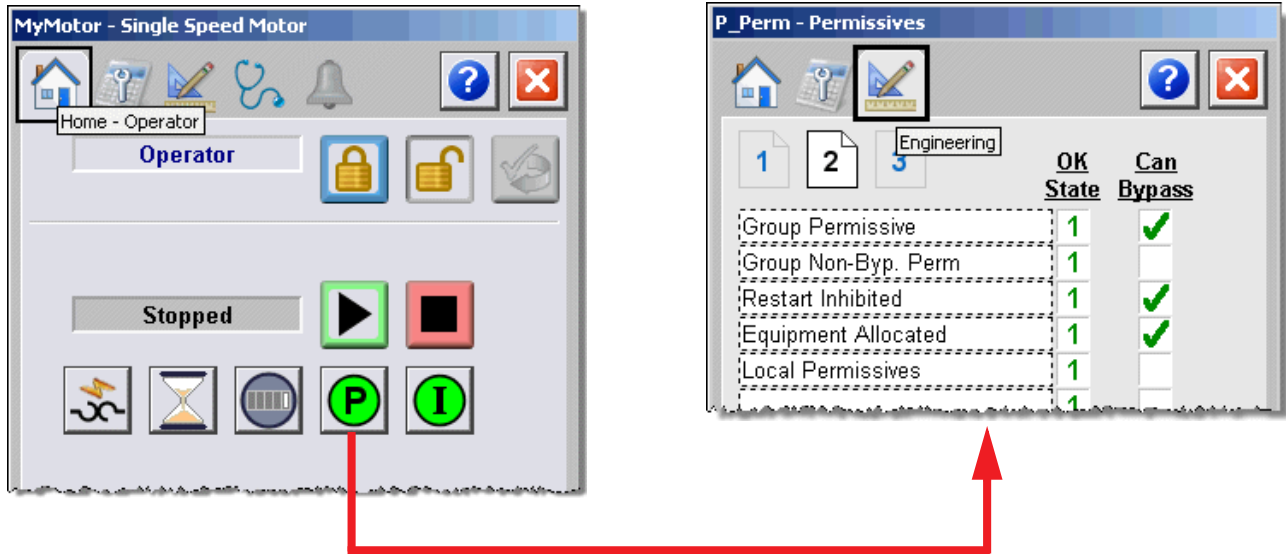 MyMotor - Single Speed Motor
?
Home - Operator
Operator
Stopped
P
I
P_Perm - Permissives
?
Engineering
1
2
3
OK Can
State Bypass
Group Permissive 1
Group Non-Byp. Perm 1
Restart Inhibited 1
Equipment Allocated 1
Local Permissives 1
1